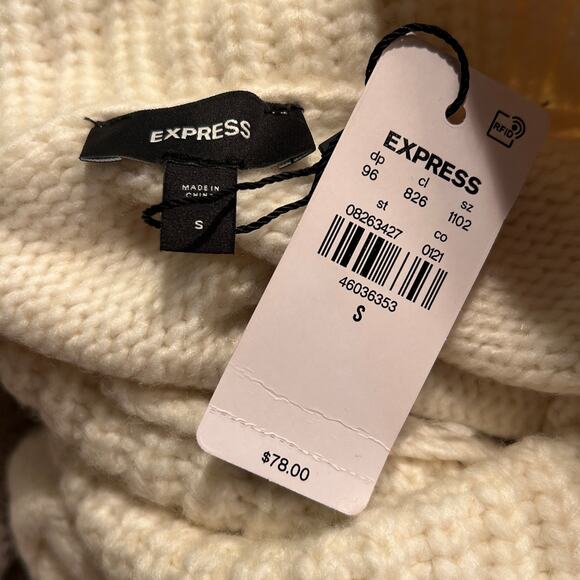 EXPRESS
MADE IN
CHINA
S
RFID
EXPRESS
dp cl sz
96 826 1102
st co
08263427 0121
46036353
S
$78.00